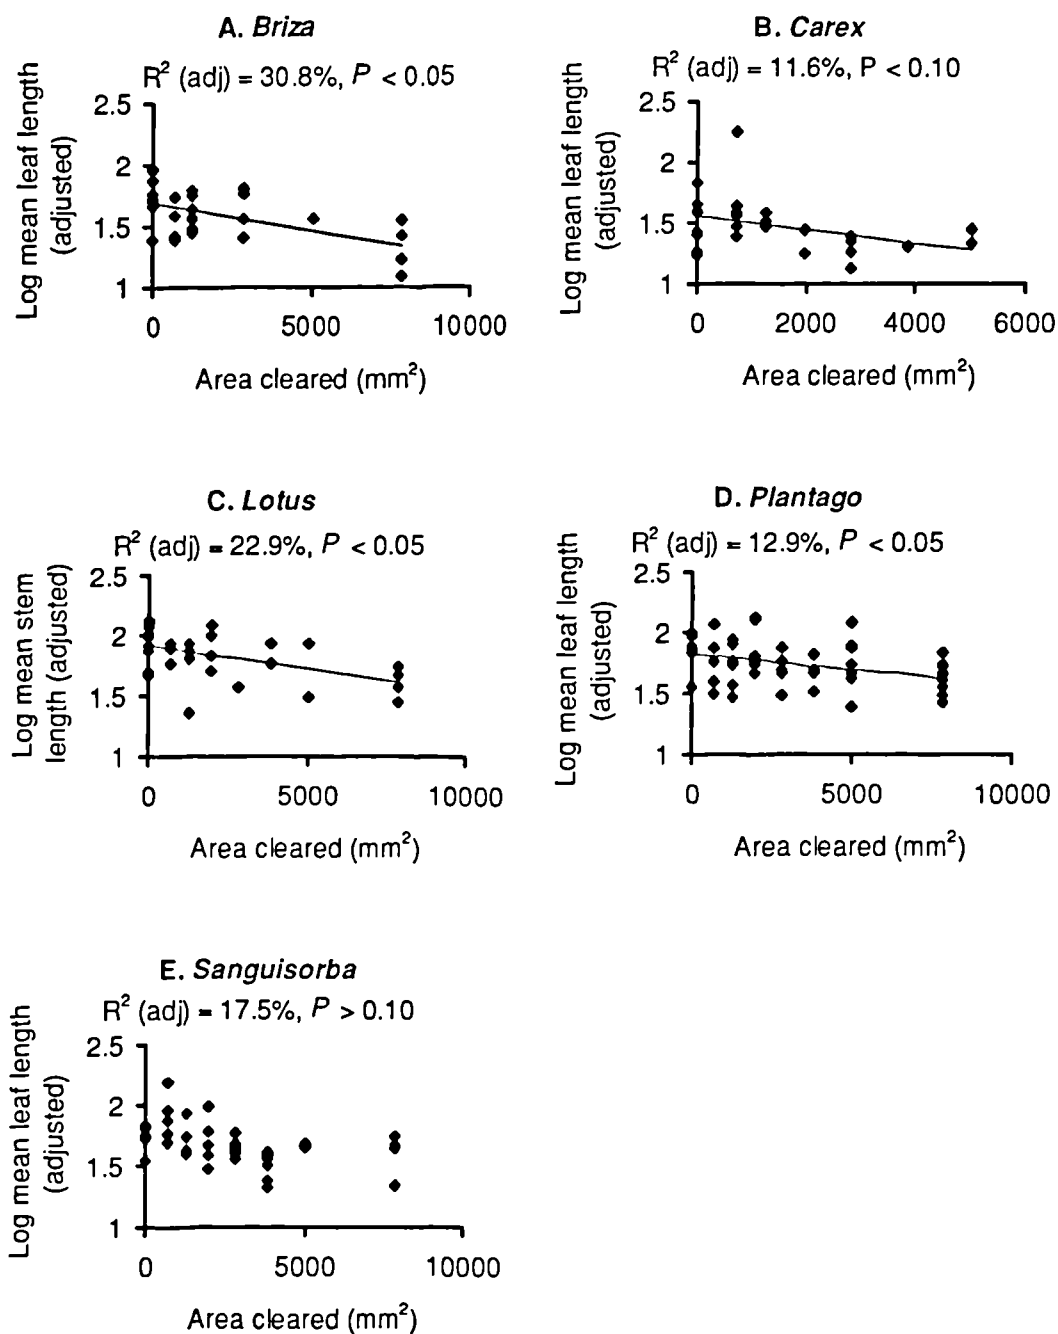 A. Briza
R² (adj) = 30.8%, P < 0.05
Log mean leaf length
(adjusted)
2.5
2
1.5
1
0
5000
10000
Area cleared (mm²)
B. Carex
R² (adj) = 11.6%, P < 0.10
Log mean leaf length
(adjusted)
2.5
2
1.5
1
0
2000
4000
6000
Area cleared (mm²)
C. Lotus
R² (adj) = 22.9%, P < 0.05
Log mean stem
length (adjusted)
2.5
2
1.5
1
0
5000
10000
Area cleared (mm²)
D. Plantago
R² (adj) = 12.9%, P < 0.05
Log mean leaf length
(adjusted)
2.5
2
1.5
1
0
5000
10000
Area cleared (mm²)
E. Sanguisorba
R² (adj) = 17.5%, P > 0.10
Log mean leaf length
(adjusted)
2.5
2
1.5
1
0
5000
10000
Area cleared (mm²)